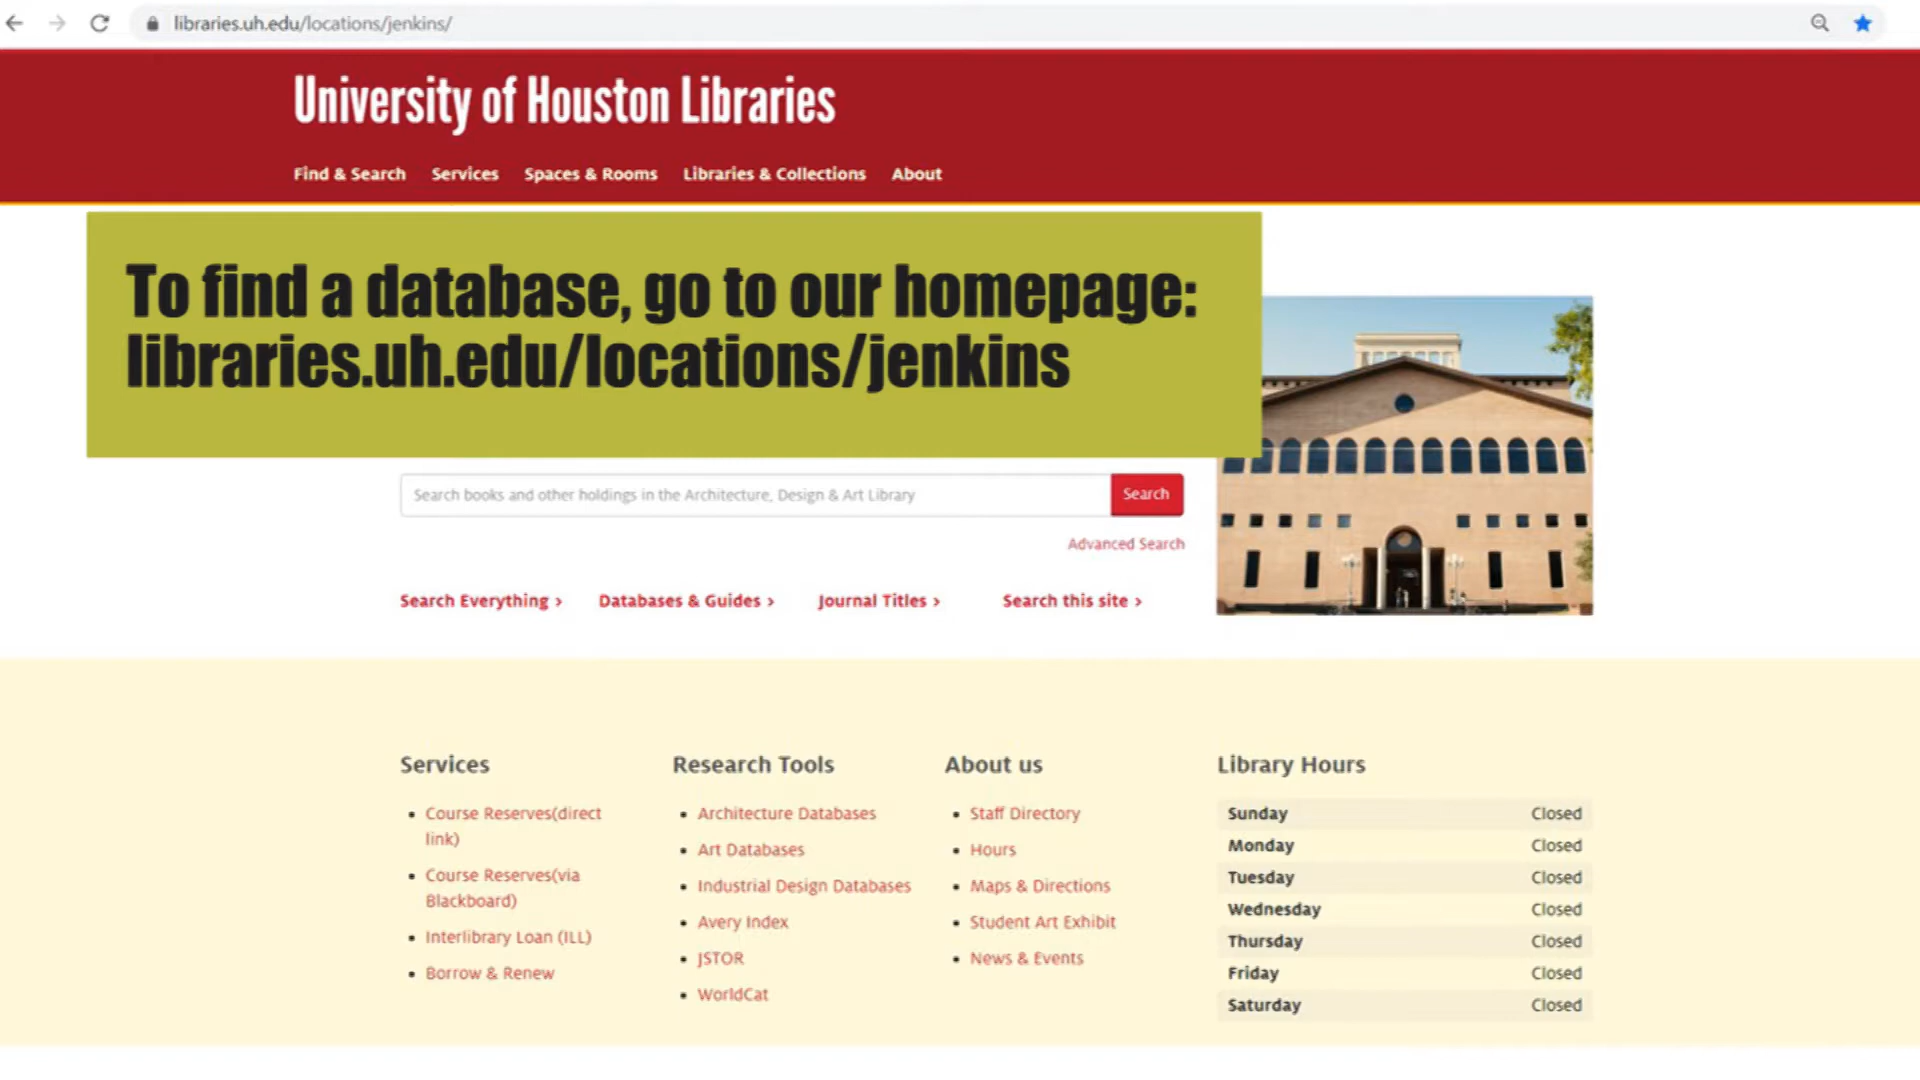 libraries.uh.edu/locations/jenkins/
University of Houston Libraries
Find & Search Services Spaces & Rooms Libraries & Collections About
To find a database, go to our homepage:
libraries.uh.edu/locations/jenkins
Search books and other holdings in the Architecture, Design & Art Library Search
Advanced Search
Search Everything › Databases & Guides › Journal Titles › Search this site ›
Services
Course Reserves(direct
link)
Course Reserves(via
Blackboard)
Interlibrary Loan (ILL)
Borrow & Renew
Research Tools
Architecture Databases
Art Databases
Industrial Design Databases
Avery Index
JSTOR
WorldCat
About us
Staff Directory
Hours
Maps & Directions
Student Art Exhibit
News & Events
Library Hours
Sunday Closed
Monday Closed
Tuesday Closed
Wednesday Closed
Thursday Closed
Friday Closed
Saturday Closed